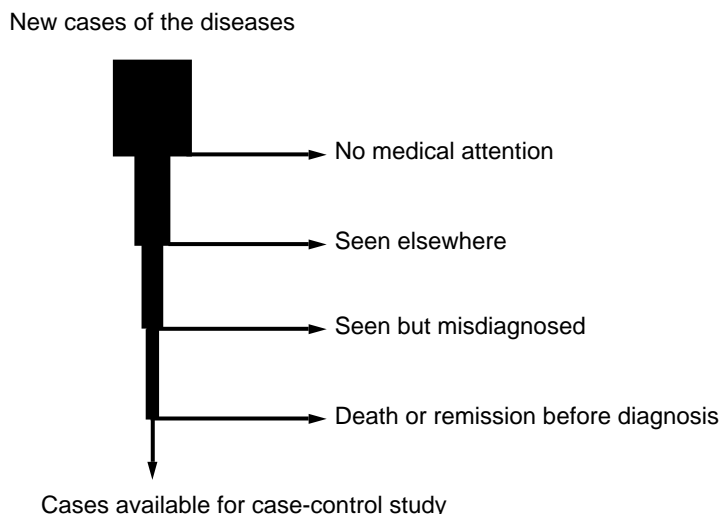 New cases of the diseases
No medical attention
Seen elsewhere
Seen but misdiagnosed
Death or remission before diagnosis
Cases available for case-control study